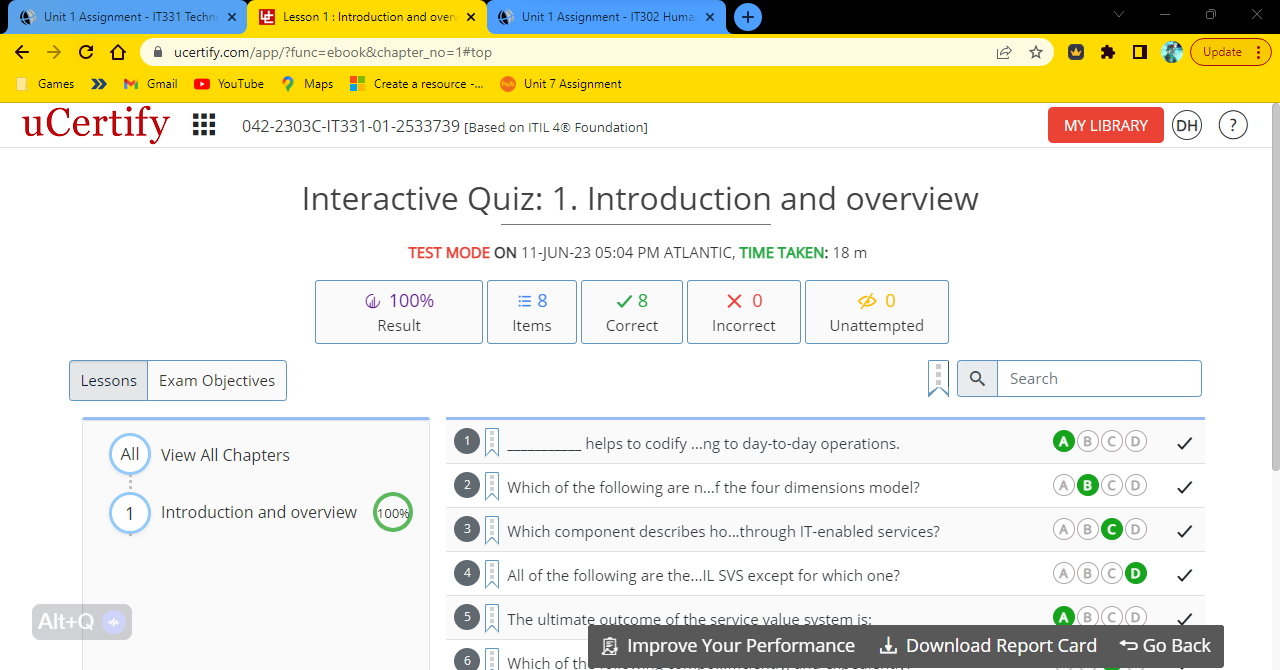 Unit 1 Assignment - IT331 Techn
Lesson 1 : Introduction and over
Unit 1 Assignment - IT302 Huma
ucertify.com/app/?func=ebook&chapter_no=1#top
Update
Games
Gmail
YouTube
Maps
Create a resource -...
hub
Unit 7 Assignment
uCertify
042-2303C-IT331-01-2533739 [Based on ITIL 4® Foundation]
MY LIBRARY
DH
?
Interactive Quiz: 1. Introduction and overview
TEST MODE ON 11-JUN-23 05:04 PM ATLANTIC, TIME TAKEN: 18 m
100%
Result
8
Items
8
Correct
0
Incorrect
0
Unattempted
Lessons
Exam Objectives
Search
All View All Chapters
1 Introduction and overview 100%
1 ___________ helps to codify ...ng to day-to-day operations. A B C D
2 Which of the following are n...f the four dimensions model? A B C D
3 Which component describes ho...through IT-enabled services? A B C D
4 All of the following are the...IL SVS except for which one? A B C D
5 The ultimate outcome of the service value system is: A B C D
6 Which of the
Alt+Q
Improve Your Performance
Download Report Card
Go Back